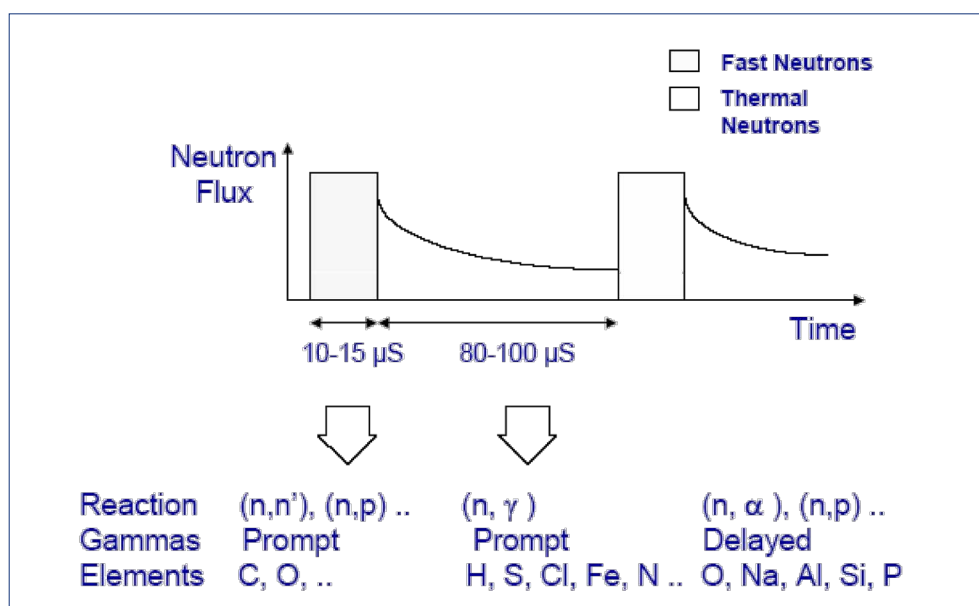 Fast Neutrons
Thermal
Neutrons
Neutron
Flux
Time
10-15 µS
80-100 µS
Reaction (n,n’), (n,p) .. (n, γ ) (n, α ), (n,p) ..
Gammas Prompt Prompt Delayed
Elements C, O, .. H, S, Cl, Fe, N .. O, Na, Al, Si, P